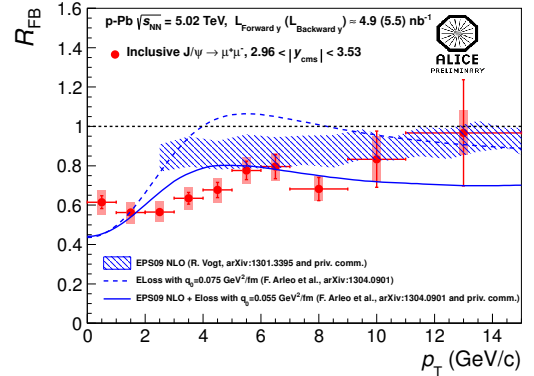 R_FB
1.6
1.4
1.2
1
0.8
0.6
0.4
0.2
0
p-Pb √s_NN = 5.02 TeV, L_Forward y (L_Backward y) ≈ 4.9 (5.5) nb⁻¹
Inclusive J/ψ → μ⁺μ⁻, 2.96 < |y_cms| < 3.53
ALICE
PRELIMINARY
EPS09 NLO (R. Vogt, arXiv:1301.3395 and priv. comm.)
ELoss with q_0=0.075 GeV²/fm (F. Arleo et al., arXiv:1304.0901)
EPS09 NLO + Eloss with q_0=0.055 GeV²/fm (F. Arleo et al., arXiv:1304.0901 and priv. comm.)
0 2 4 6 8 10 12 14
p_T (GeV/c)